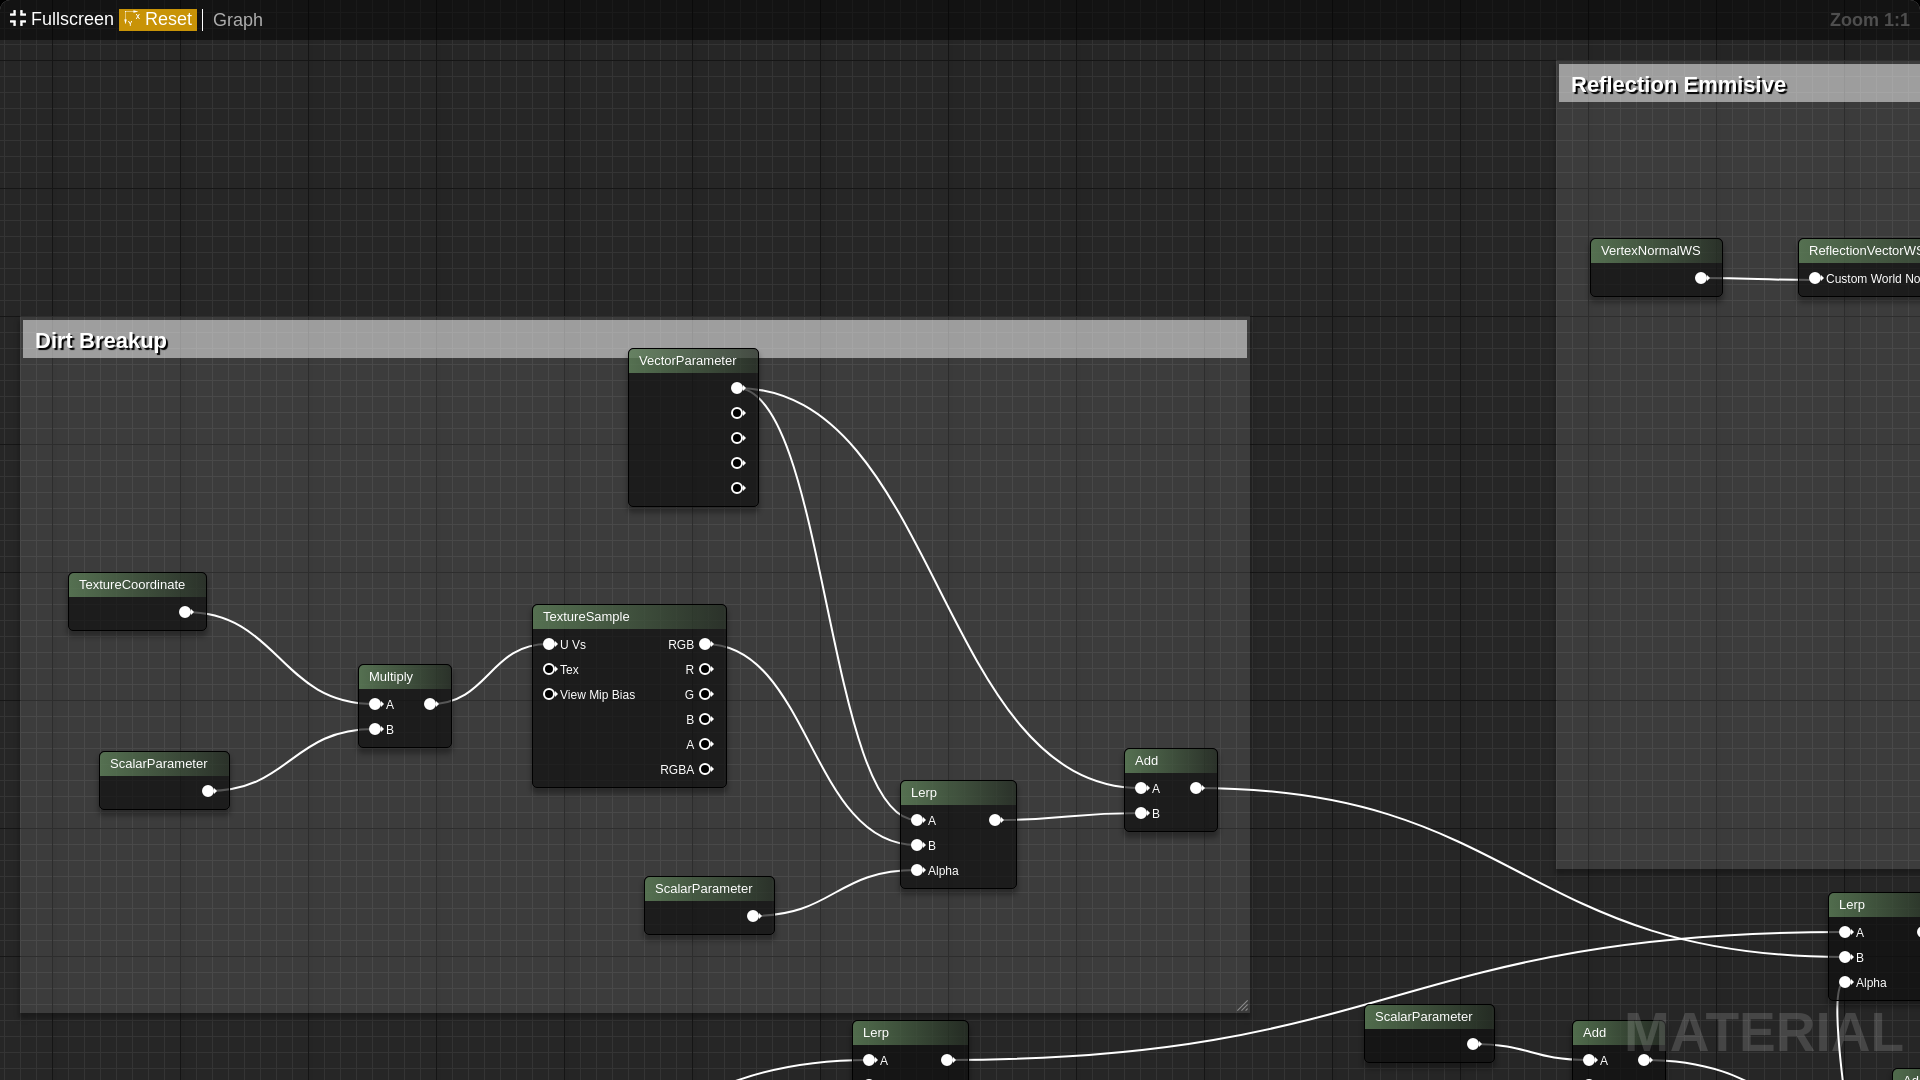 Fullscreen Reset Graph Zoom 1:1
Reflection Emmisive
VertexNormalWS
ReflectionVectorWS
Custom World No
Dirt Breakup
VectorParameter
TextureCoordinate
TextureSample
U Vs RGB
Tex R
View Mip Bias G
B
A
RGBA
Multiply
A
B
ScalarParameter
Add
A
B
Lerp
A
B
Alpha
ScalarParameter
Lerp
A
B
Alpha
ScalarParameter
Lerp
A
Add
A
MATERIAL